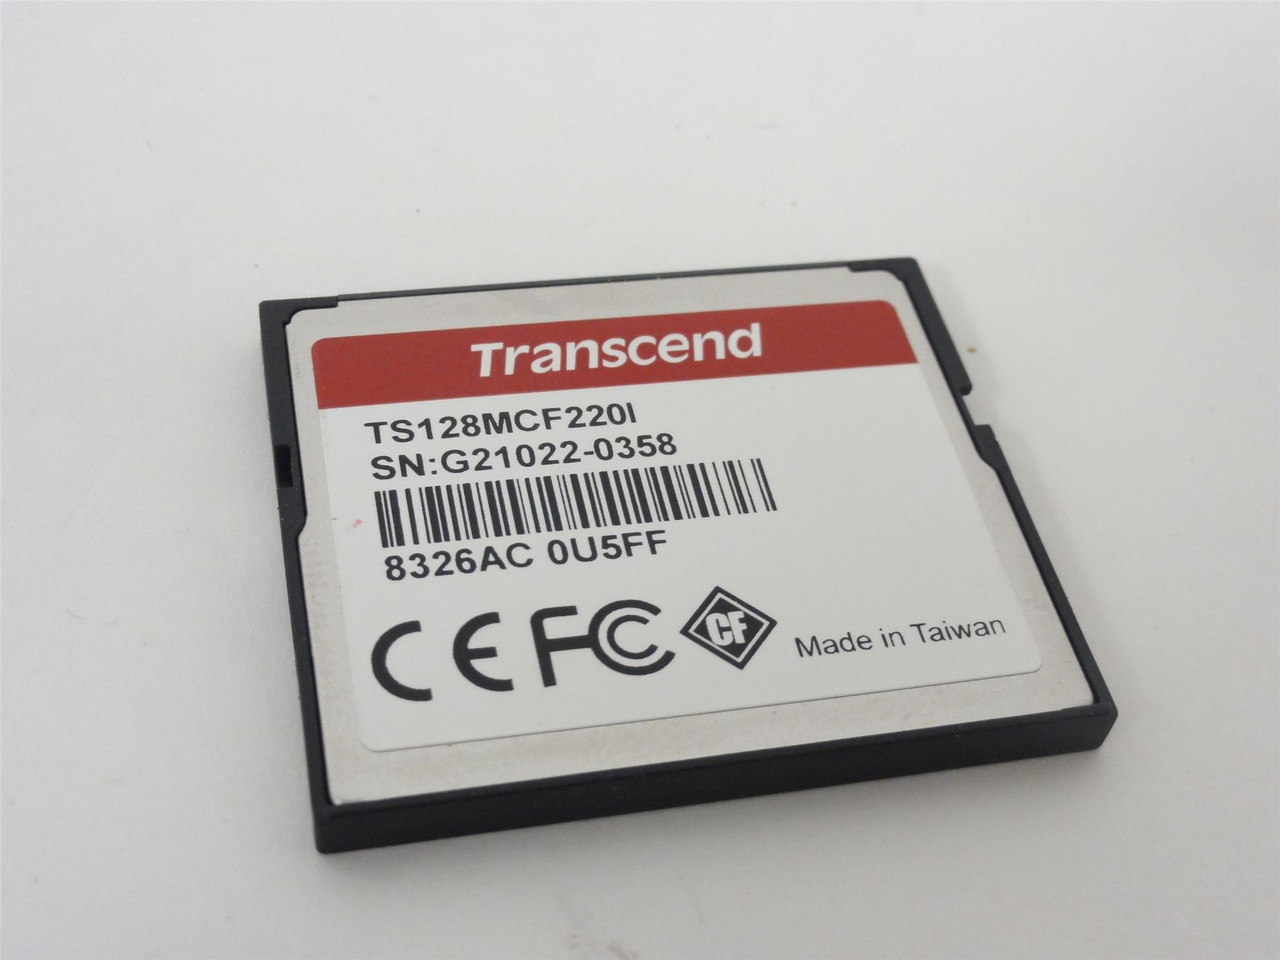 Transcend
TS128MCF220I
SN:G21022-0358
8326AC 0U5FF
CE FC CF Made in Taiwan